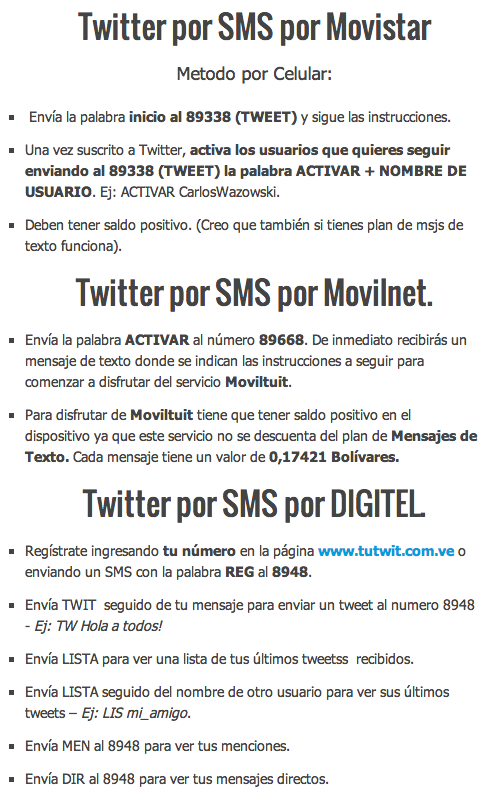 Twitter por SMS por Movistar
Metodo por Celular:
Envía la palabra inicio al 89338 (TWEET) y sigue las instrucciones.
Una vez suscrito a Twitter, activa los usuarios que quieres seguir
enviando al 89338 (TWEET) la palabra ACTIVAR + NOMBRE DE
USUARIO. Ej: ACTIVAR CarlosWazowski.
Deben tener saldo positivo. (Creo que también si tienes plan de msjs de
texto funciona).
Twitter por SMS por Movilnet.
Envía la palabra ACTIVAR al número 89668. De inmediato recibirás un
mensaje de texto donde se indican las instrucciones a seguir para
comenzar a disfrutar del servicio Moviltuit.
Para disfrutar de Moviltuit tiene que tener saldo positivo en el
dispositivo ya que este servicio no se descuenta del plan de Mensajes de
Texto. Cada mensaje tiene un valor de 0,17421 Bolívares.
Twitter por SMS por DIGITEL.
Regístrate ingresando tu número en la página www.tutwit.com.ve o
enviando un SMS con la palabra REG al 8948.
Envía TWIT  seguido de tu mensaje para enviar un tweet al numero 8948
- Ej: TW Hola a todos!
Envía LISTA para ver una lista de tus últimos tweetss  recibidos.
Envía LISTA seguido del nombre de otro usuario para ver sus últimos
tweets – Ej: LIS mi_amigo.
Envía MEN al 8948 para ver tus menciones.
Envía DIR al 8948 para ver tus mensajes directos.